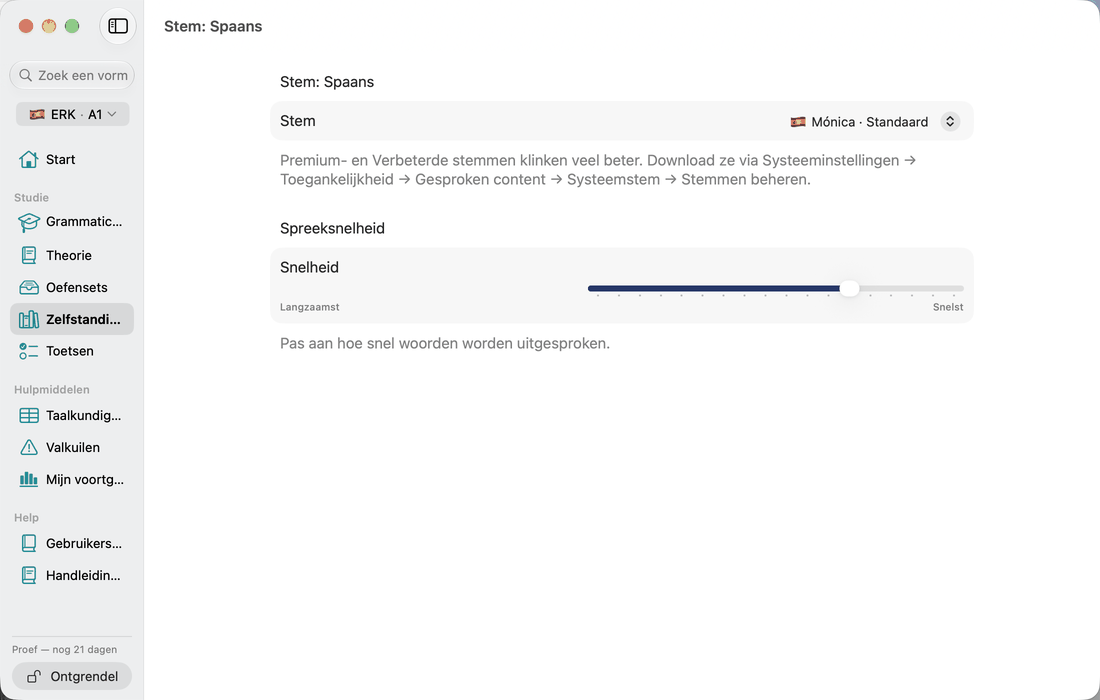 Stem: Spaans
Zoek een vorm
ERK · A1
Start
Studie
Grammatic...
Theorie
Oefensets
Zelfstandi...
Toetsen
Hulpmiddelen
Taalkundig...
Valkuilen
Mijn voortg...
Help
Gebruikers...
Handleidin...
Proef — nog 21 dagen
Ontgrendel
Stem: Spaans
Stem
Mónica · Standaard
Premium- en Verbeterde stemmen klinken veel beter. Download ze via Systeeminstellingen →
Toegankelijkheid → Gesproken content → Systeemstem → Stemmen beheren.
Spreeksnelheid
Snelheid
Langzaamst
Snelst
Pas aan hoe snel woorden worden uitgesproken.